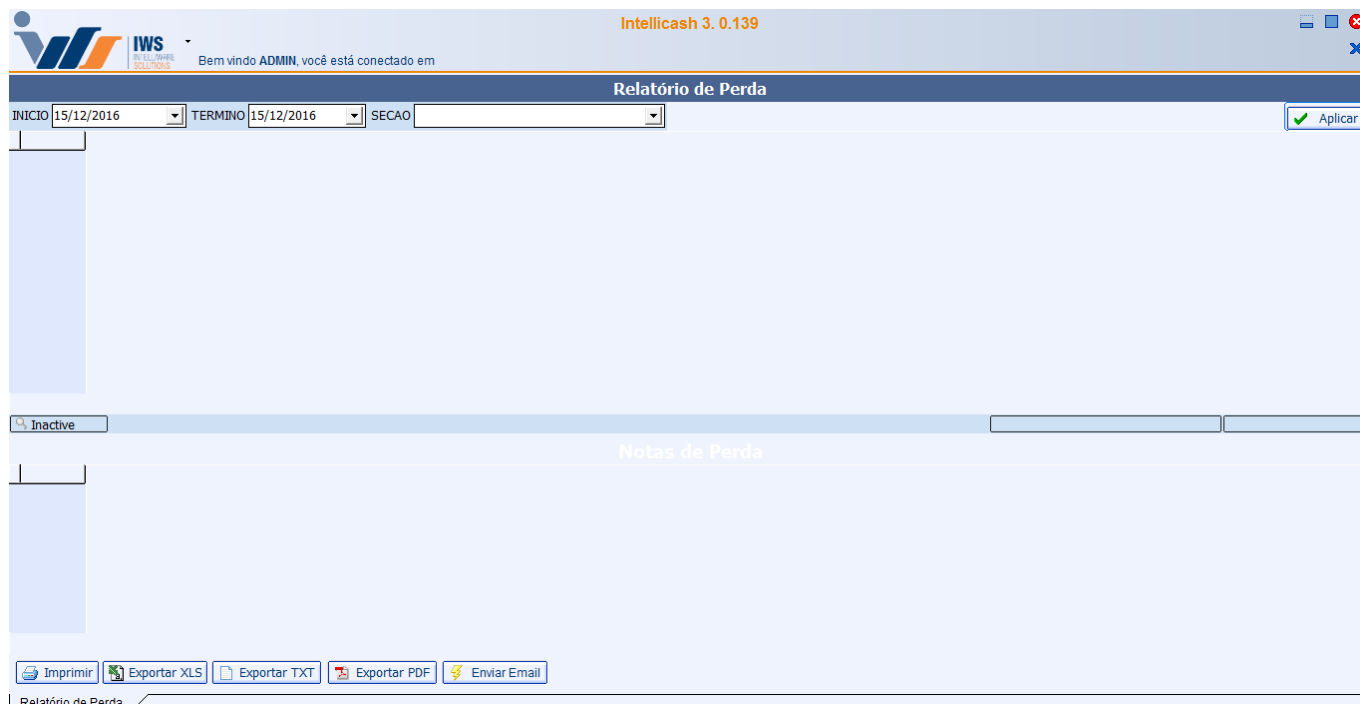 Intellicash 3. 0.139
IWS
INTELLIWARE
SOLUTIONS
Bem vindo ADMIN, você está conectado em
Relatório de Perda
INICIO 15/12/2016 TERMINO 15/12/2016 SECAO
Aplicar
Inactive
Notas de Perda
Imprimir Exportar XLS Exportar TXT Exportar PDF Enviar Email
Relatório de Perda